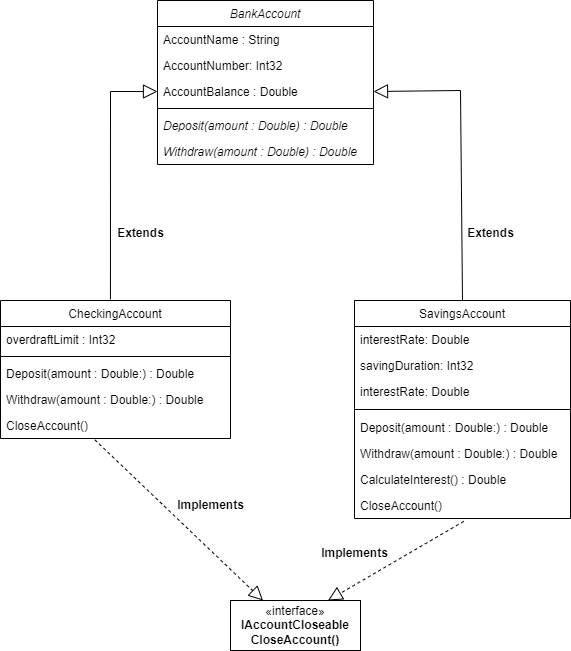 BankAccount
AccountName : String
AccountNumber: Int32
AccountBalance : Double
Deposit(amount : Double) : Double
Withdraw(amount : Double) : Double
Extends
Extends
CheckingAccount
overdraftLimit : Int32
Deposit(amount : Double:) : Double
Withdraw(amount : Double:) : Double
CloseAccount()
SavingsAccount
interestRate: Double
savingDuration: Int32
interestRate: Double
Deposit(amount : Double:) : Double
Withdraw(amount : Double:) : Double
CalculateInterest() : Double
CloseAccount()
Implements
Implements
«interface»
IAccountCloseable
CloseAccount()